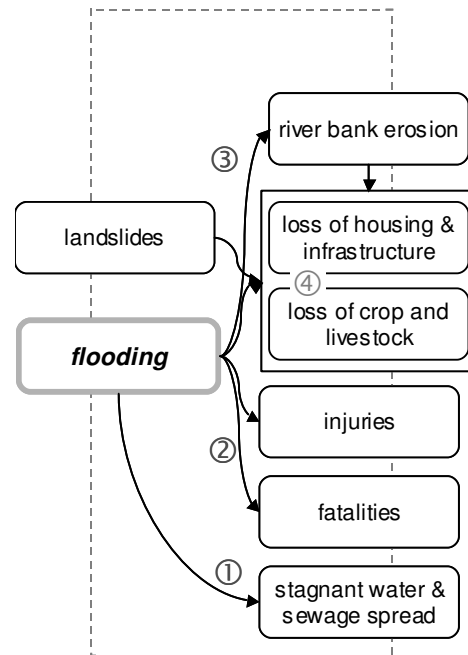 river bank erosion
③
landslides
loss of housing &
infrastructure
④
loss of crop and
livestock
flooding
injuries
②
fatalities
①
stagnant water &
sewage spread